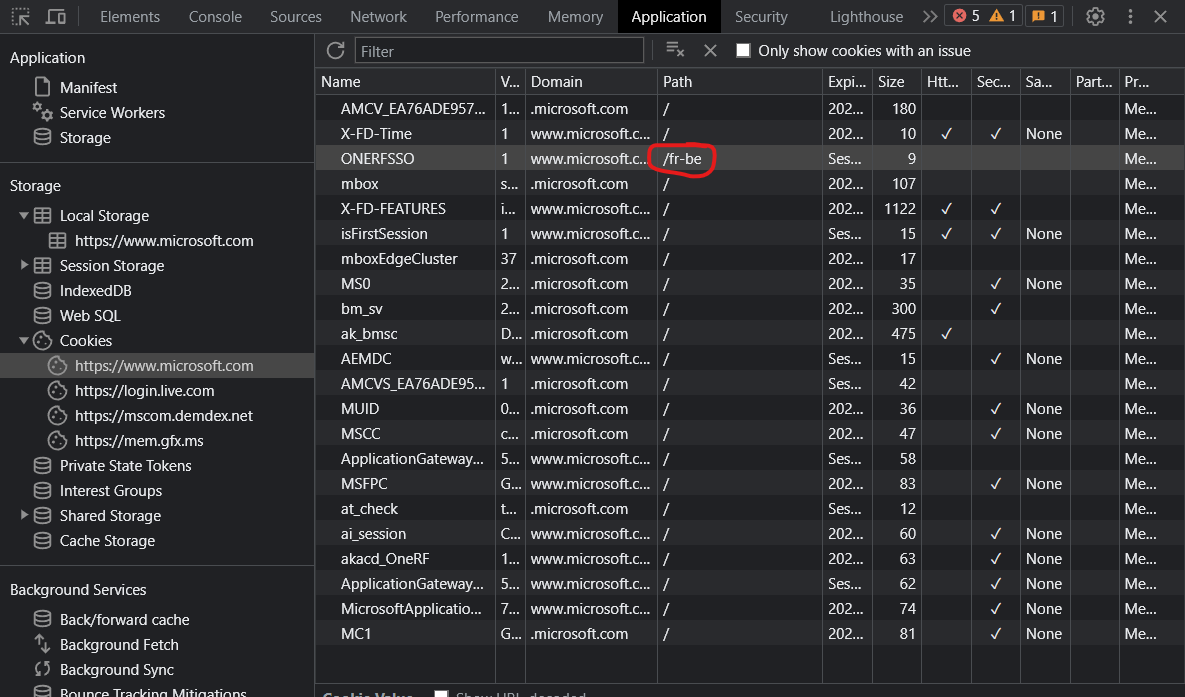 Elements Console Sources Network Performance Memory Application Security Lighthouse 5 1 1
Application
Manifest
Service Workers
Storage
Storage
Local Storage
https://www.microsoft.com
Session Storage
IndexedDB
Web SQL
Cookies
https://www.microsoft.com
https://login.live.com
https://mscom.demdex.net
https://mem.gfx.ms
Private State Tokens
Interest Groups
Shared Storage
Cache Storage
Background Services
Back/forward cache
Background Fetch
Background Sync
Bounce Tracking Mitigations
Filter Only show cookies with an issue
Name V... Domain Path Expi... Size Htt... Sec... Sa... Part... Pr...
AMCV_EA76ADE957... 1... .microsoft.com / 202... 180 Me...
X-FD-Time 1 www.microsoft.c... / 202... 10 ✓ ✓ None Me...
ONERFSSO 1 www.microsoft.c... /fr-be Ses... 9 Me...
mbox s... .microsoft.com / 202... 107 Me...
X-FD-FEATURES i... www.microsoft.c... / 202... 1122 ✓ ✓ Me...
isFirstSession 1 www.microsoft.c... / Ses... 15 ✓ ✓ None Me...
mboxEdgeCluster 37 .microsoft.com / 202... 17 Me...
MS0 2... .microsoft.com / 202... 35 ✓ None Me...
bm_sv 2... .microsoft.com / 202... 300 ✓ Me...
ak_bmsc D... .microsoft.com / 202... 475 ✓ Me...
AEMDC w... www.microsoft.c... / Ses... 15 ✓ None Me...
AMCVS_EA76ADE95... 1 .microsoft.com / Ses... 42 Me...
MUID 0... .microsoft.com / 202... 36 ✓ None Me...
MSCC c... .microsoft.com / 202... 47 ✓ None Me...
ApplicationGateway... 5... www.microsoft.c... / Ses... 58 Me...
MSFPC G... www.microsoft.c... / 202... 83 ✓ None Me...
at_check t... .microsoft.com / Ses... 12 Me...
ai_session C... www.microsoft.c... / 202... 60 ✓ None Me...
akacd_OneRF 1... www.microsoft.c... / 202... 63 ✓ None Me...
ApplicationGateway... 5... www.microsoft.c... / Ses... 62 ✓ None Me...
MicrosoftApplicatio... 7... www.microsoft.c... / 202... 74 ✓ None Me...
MC1 G... .microsoft.com / 202... 81 ✓ None Me...
Cookie Value Show URL-decoded